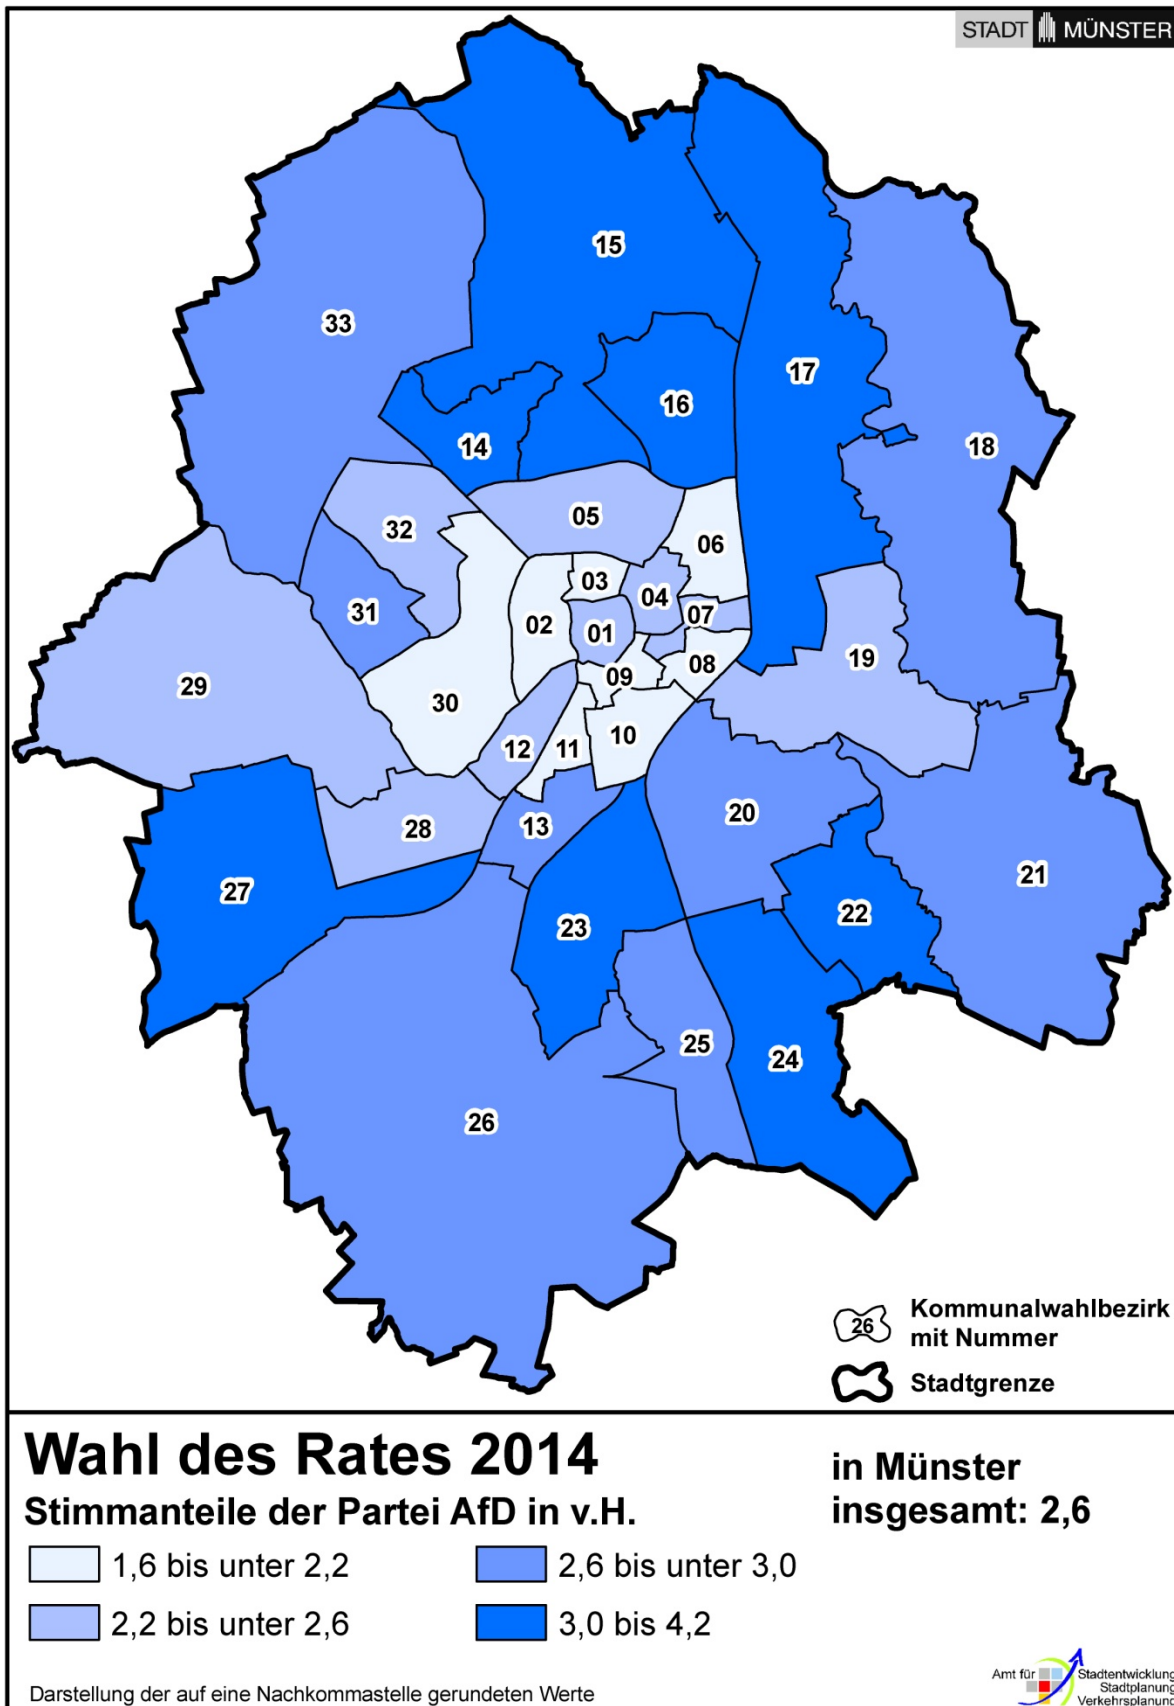 STADT MÜNSTER
15
33
17
16
14
18
05
32
06
03
04
31
07
02
01
19
08
09
29
30
10
12
11
20
13
28
21
27
22
23
25
24
26
26 Kommunalwahlbezirk
mit Nummer
Stadtgrenze
Wahl des Rates 2014
Stimmanteile der Partei AfD in v.H.
in Münster
insgesamt: 2,6
1,6 bis unter 2,2
2,6 bis unter 3,0
2,2 bis unter 2,6
3,0 bis 4,2
Darstellung der auf eine Nachkommastelle gerundeten Werte
Amt für Stadtentwicklung
Stadtplanung
Verkehrsplanung